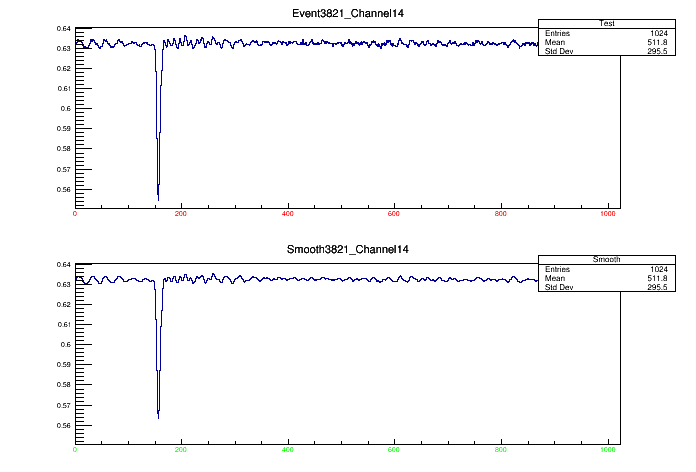 Event3821_Channel14
Test
Entries 1024
Mean 511.8
Std Dev 295.5
0.64
0.63
0.62
0.61
0.6
0.59
0.58
0.57
0.56
0 200 400 600 800 1000
Smooth3821_Channel14
Smooth
Entries 1024
Mean 511.8
Std Dev 295.5
0.64
0.63
0.62
0.61
0.6
0.59
0.58
0.57
0.56
0 200 400 600 800 1000